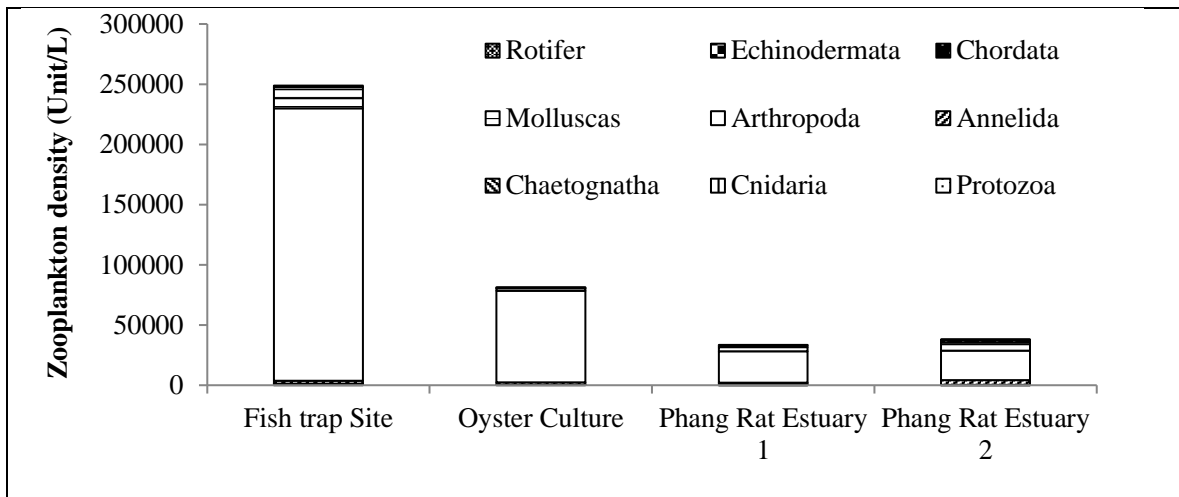 Zooplankton density (Unit/L)
300000
250000
200000
150000
100000
50000
0
Rotifer Echinodermata Chordata
Molluscas Arthropoda Annelida
Chaetognatha Cnidaria Protozoa
Fish trap Site Oyster Culture Phang Rat Estuary 1 Phang Rat Estuary 2